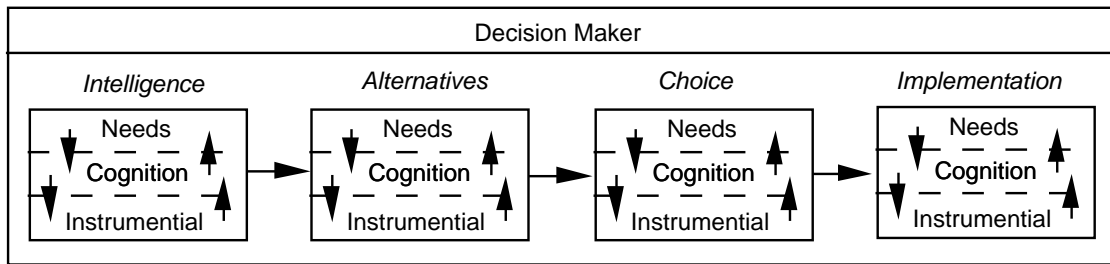 Decision Maker
Intelligence
Alternatives
Choice
Implementation
Needs
Cognition
Instrumental
Needs
Cognition
Instrumental
Needs
Cognition
Instrumental
Needs
Cognition
Instrumental